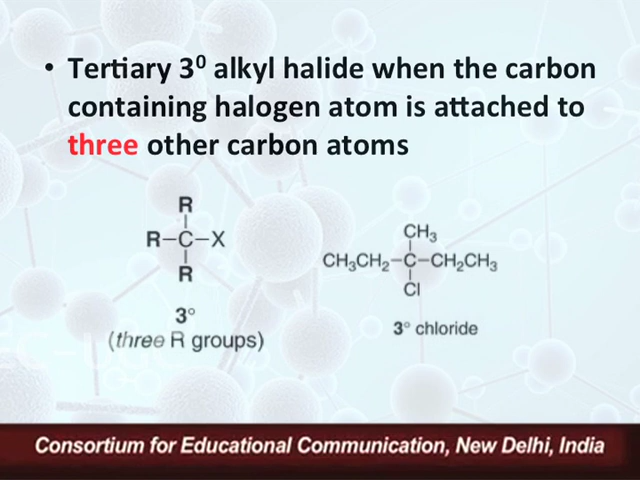 • Tertiary 3⁰ alkyl halide when the carbon
containing halogen atom is attached to
three other carbon atoms
R
R–C–X
R
3°
(three R groups)
CH₃
CH₃CH₂–C–CH₂CH₃
Cl
3° chloride
Consortium for Educational Communication, New Delhi, India